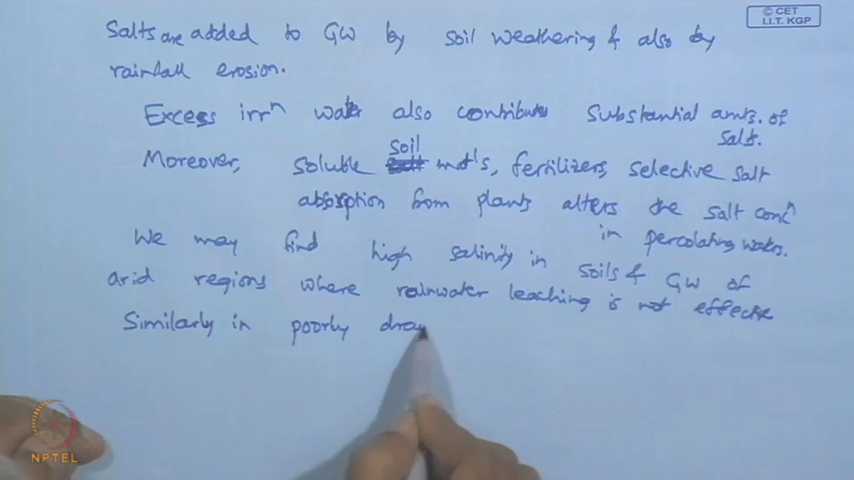 © CET
I.I.T. KGP
Salts are added to GW by soil weathering & also by
rainfall erosion.
Excess irrⁿ water also contributes substantial amts. of
salts.
Moreover, soluble soil mat'ls, fertilizers, selective salt
absorption from plants alters the salt concⁿ
in percolating waters.
We may find high salinity in soils & GW of
arid regions where rainwater leaching is not effective
Similarly in poorly dra
NPTEL